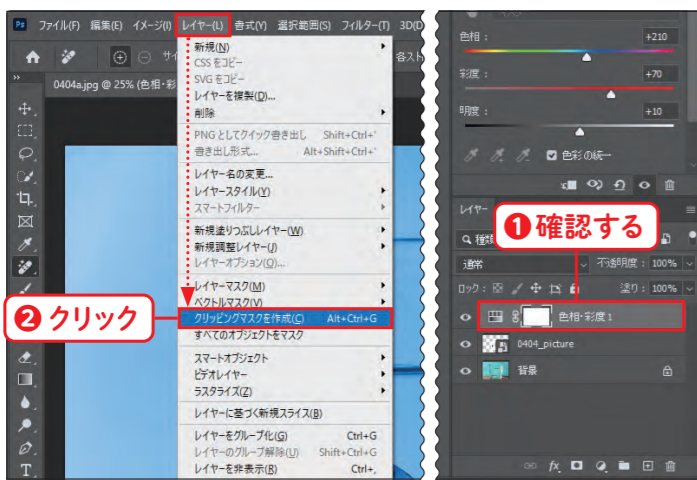 Ps ファイル(F) 編集(E) イメージ(I) レイヤー(L) 書式(Y) 選択範囲(S) フィルター(T) 3D(D
0404a.jpg @ 25% (色相・彩
新規(N)
CSS をコピー
SVG をコピー
レイヤーを複製(D)...
削除
PNG としてクイック書き出し Shift+Ctrl+'
書き出し形式... Alt+Shift+Ctrl+'
レイヤー名の変更...
レイヤースタイル(Y)
スマートフィルター
新規塗りつぶしレイヤー(W)
新規調整レイヤー(J)
レイヤーオプション(O)...
レイヤーマスク(M)
ベクトルマスク(V)
クリッピングマスクを作成(C) Alt+Ctrl+G
すべてのオブジェクトをマスク
スマートオブジェクト
ビデオレイヤー
ラスタライズ(Z)
レイヤーに基づく新規スライス(B)
レイヤーをグループ化(G) Ctrl+G
レイヤーのグループ解除(U) Shift+Ctrl+G
レイヤーを非表示(R) Ctrl+,
❷クリック
各スト
色相 : +210
彩度 : +70
明度 : +10
色彩の統一
レイヤー
❶確認する
種類
通常 不透明度 : 100%
ロック : 塗り : 100%
色相・彩度 1
0404_picture
背景